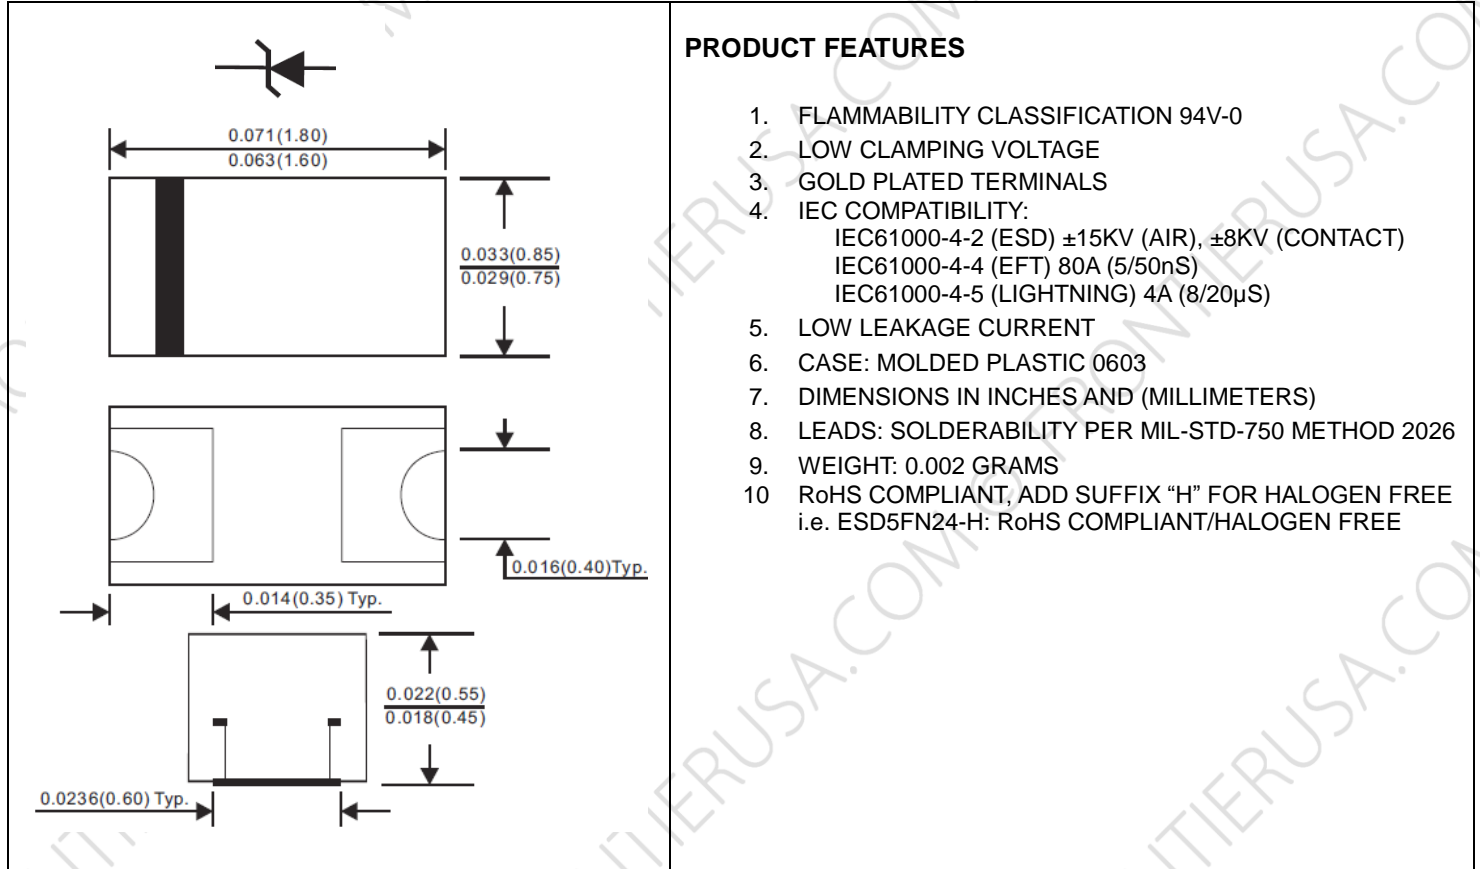 0.071(1.80)
0.063(1.60)
0.033(0.85)
0.029(0.75)
0.016(0.40)Typ.
0.014(0.35) Typ.
0.022(0.55)
0.018(0.45)
0.0236(0.60) Typ.
PRODUCT FEATURES
1. FLAMMABILITY CLASSIFICATION 94V-0
2. LOW CLAMPING VOLTAGE
3. GOLD PLATED TERMINALS
4. IEC COMPATIBILITY:
IEC61000-4-2 (ESD) ±15KV (AIR), ±8KV (CONTACT)
IEC61000-4-4 (EFT) 80A (5/50nS)
IEC61000-4-5 (LIGHTNING) 4A (8/20µS)
5. LOW LEAKAGE CURRENT
6. CASE: MOLDED PLASTIC 0603
7. DIMENSIONS IN INCHES AND (MILLIMETERS)
8. LEADS: SOLDERABILITY PER MIL-STD-750 METHOD 2026
9. WEIGHT: 0.002 GRAMS
10 RoHS COMPLIANT, ADD SUFFIX “H” FOR HALOGEN FREE
i.e. ESD5FN24-H: RoHS COMPLIANT/HALOGEN FREE
© FRONTIERUSA.COM